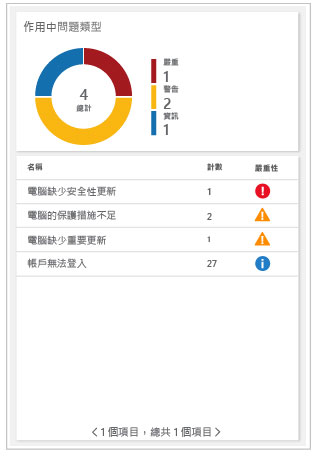 作用中問題類型
4
總計
嚴重
1
警告
2
資訊
1
名稱 計數 嚴重性
電腦缺少安全性更新 1
電腦的保護措施不足 2
電腦缺少重要更新 1
帳戶無法登入 27
< 1 個項目，總共 1 個項目 >